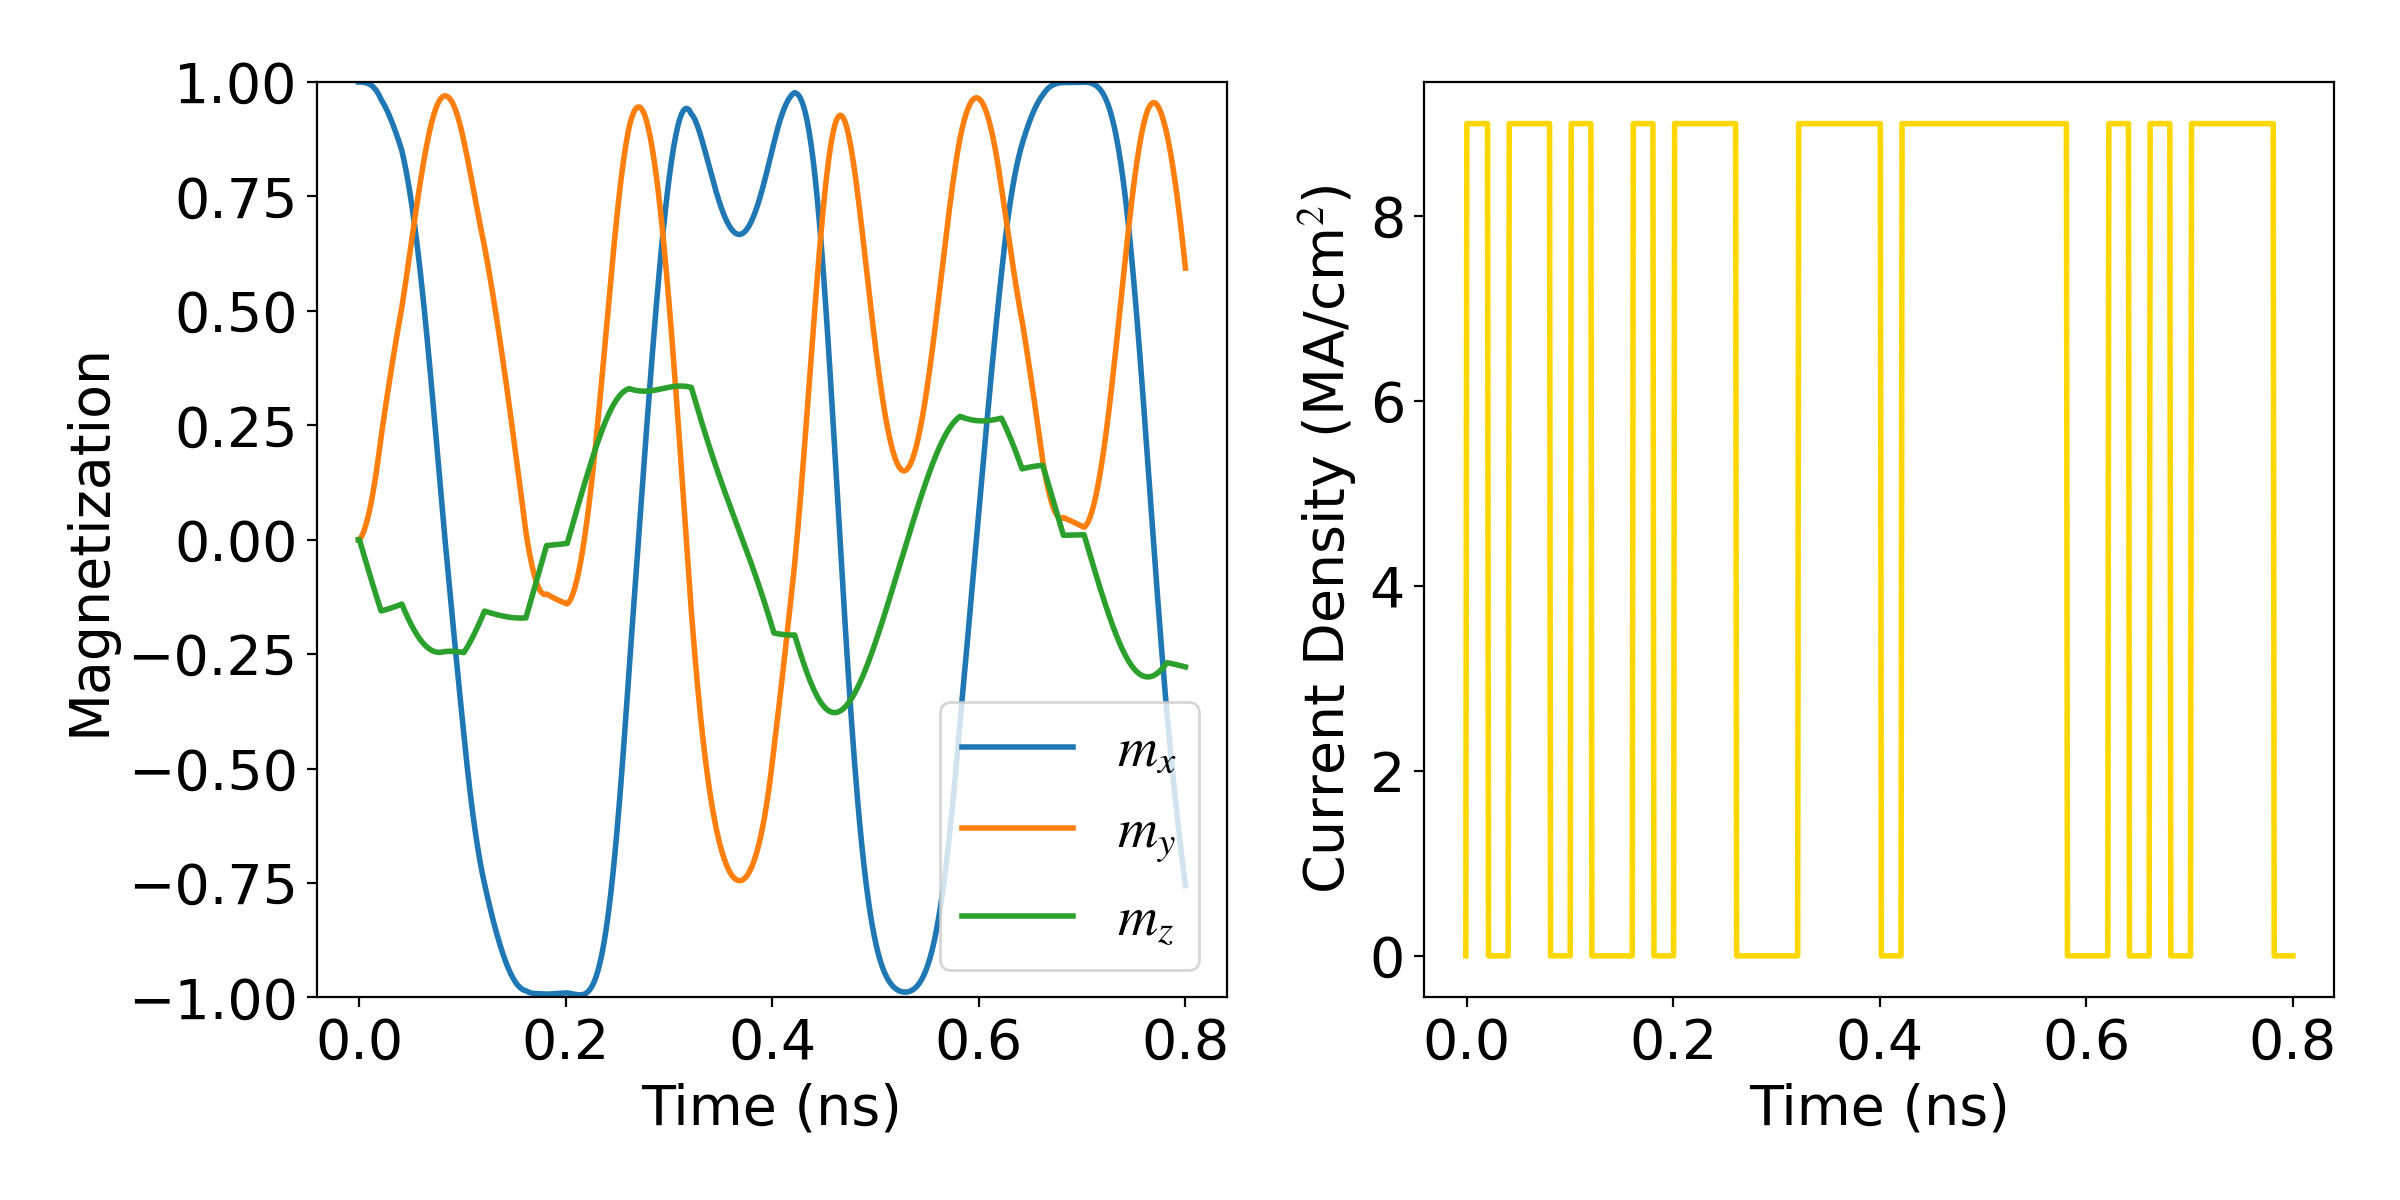 1.00
0.75
0.50
0.25
0.00
−0.25
−0.50
−0.75
−1.00
Magnetization
0.0 0.2 0.4 0.6 0.8
Time (ns)
m_x
m_y
m_z
8
6
4
2
0
Current Density (MA/cm²)
0.0 0.2 0.4 0.6 0.8
Time (ns)